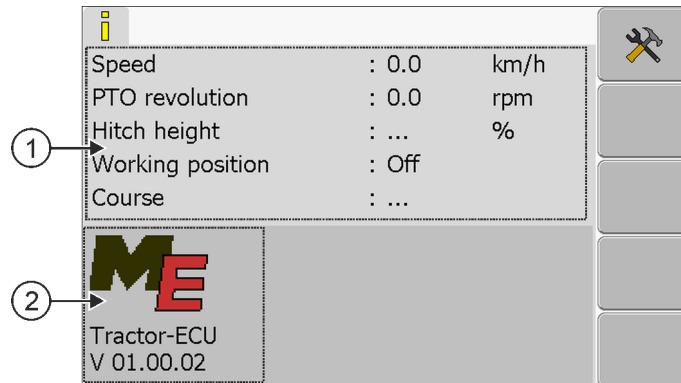 i
Speed : 0.0 km/h
PTO revolution : 0.0 rpm
Hitch height : ... %
Working position : Off
Course : ...
1
ME
2
Tractor-ECU
V 01.00.02